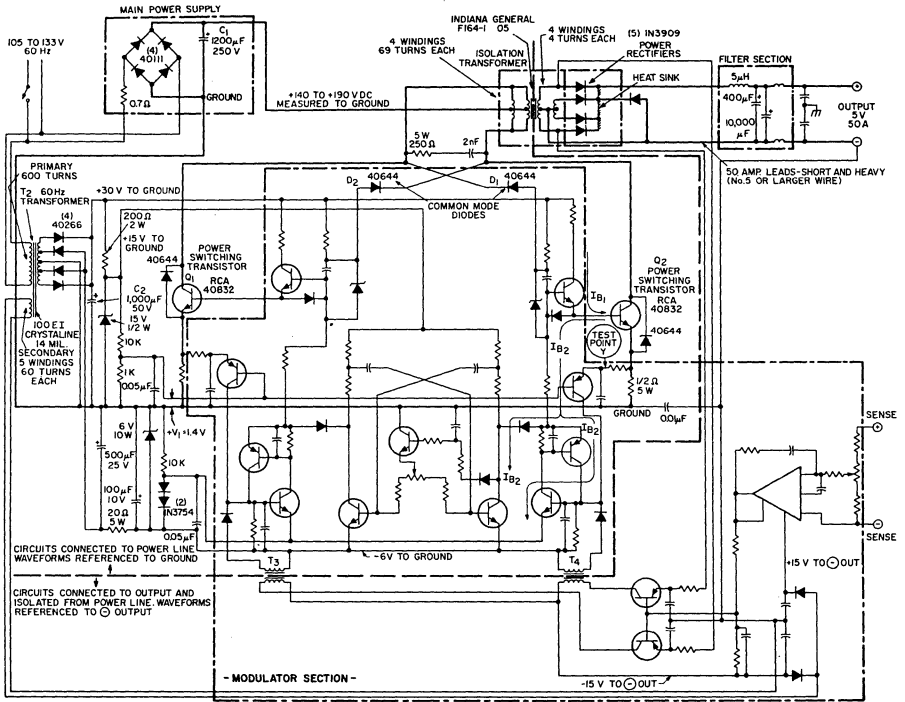 MAIN POWER SUPPLY
105 TO 133 V
60 Hz
(4)
40111
C1
1200μF
250 V
0.7Ω
GROUND
+140 TO +190 V DC
MEASURED TO GROUND
INDIANA GENERAL
F164-1 05
4 WINDINGS
69 TURNS EACH
ISOLATION
TRANSFORMER
4 WINDINGS
4 TURNS EACH
(5) IN3909
POWER
RECTIFIERS
HEAT SINK
FILTER SECTION
5μH
400μF
10,000
μF
OUTPUT
5V
50A
50 AMP. LEADS-SHORT AND HEAVY
(No.5 OR LARGER WIRE)
5 W
250Ω
2nF
PRIMARY
600 TURNS
T2 60Hz
TRANSFORMER
(4)
40266
+30 V TO GROUND
200Ω
2 W
+15 V TO
GROUND
40644
POWER
SWITCHING
TRANSISTOR
RCA
40832
Q1
D2
40644
D1
40644
COMMON MODE
DIODES
C2
1,000μF
50V
15 V
1/2 W
100 EI
CRYSTALINE
14 MIL.
SECONDARY
5 WINDINGS
60 TURNS
EACH
10K
1K
0.05μF
+V1=1.4V
IB1
IB2
Q2
POWER
SWITCHING
TRANSISTOR
RCA
40832
40644
TEST
POINT
Y
1/2 Ω
5 W
GROUND
0.01μF
6 V
10W
500μF
25 V
100μF
10V
20Ω
5 W
10K
(2)
IN3754
0.05μF
IB2
IB2
SENSE
SENSE
-6V TO GROUND
CIRCUITS CONNECTED TO POWER LINE
WAVEFORMS REFERENCED TO GROUND
T3
T4
CIRCUITS CONNECTED TO OUTPUT AND
ISOLATED FROM POWER LINE. WAVEFORMS
REFERENCED TO ⊖ OUTPUT
+15 V TO ⊖ OUT
-15 V TO ⊖ OUT
- MODULATOR SECTION -